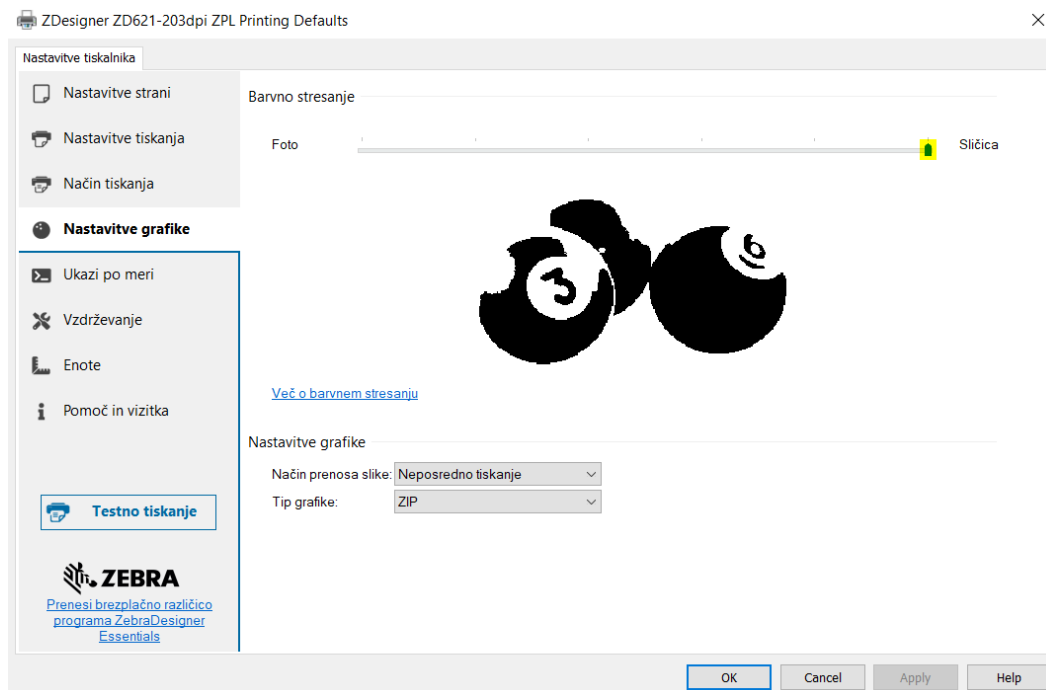 ZDesigner ZD621-203dpi ZPL Printing Defaults
Nastavitve tiskalnika
Nastavitve strani
Nastavitve tiskanja
Način tiskanja
Nastavitve grafike
Ukazi po meri
Vzdrževanje
Enote
Pomoč in vizitka
Testno tiskanje
ZEBRA
Prenesi brezplačno različico
programa ZebraDesigner
Essentials
Barvno stresanje
Foto
Sličica
3
6
Več o barvnem stresanju
Nastavitve grafike
Način prenosa slike: Neposredno tiskanje
Tip grafike: ZIP
OK Cancel Apply Help